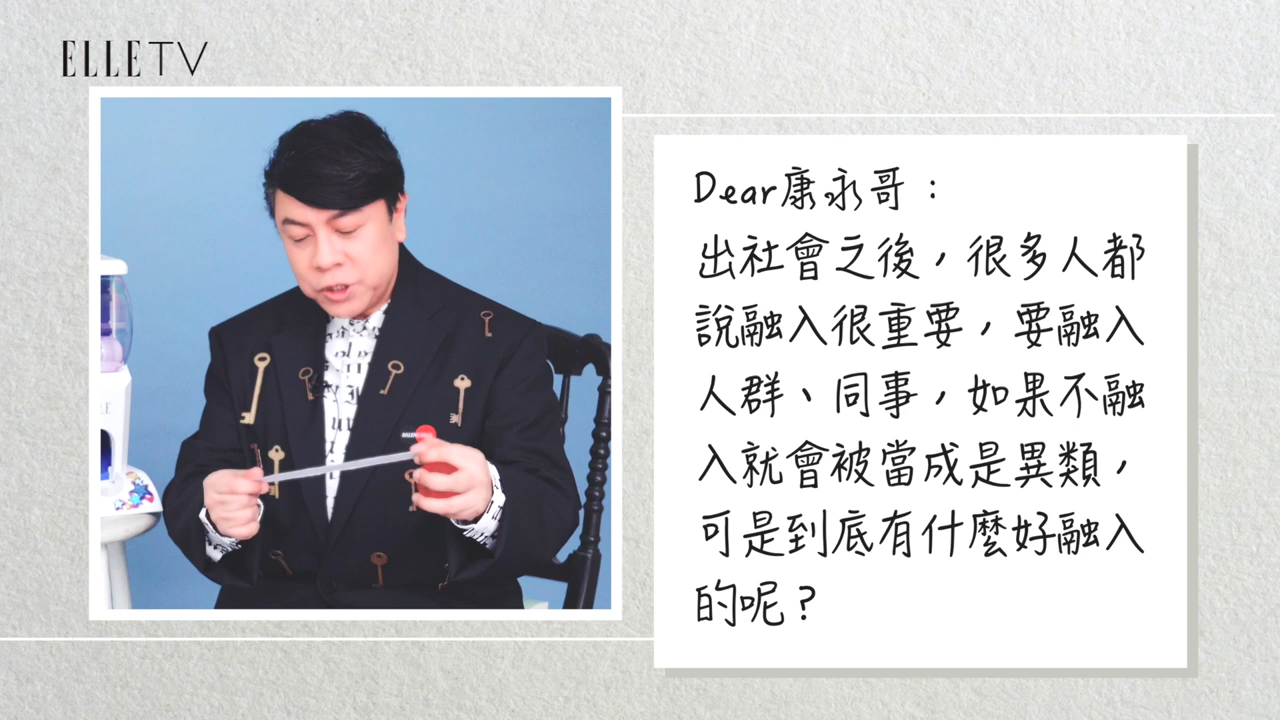 ELLETV
Dear康永哥：
出社會之後，很多人都
說融入很重要，要融入
人群、同事，如果不融
入就會被當成是異類，
可是到底有什麼好融入
的呢？